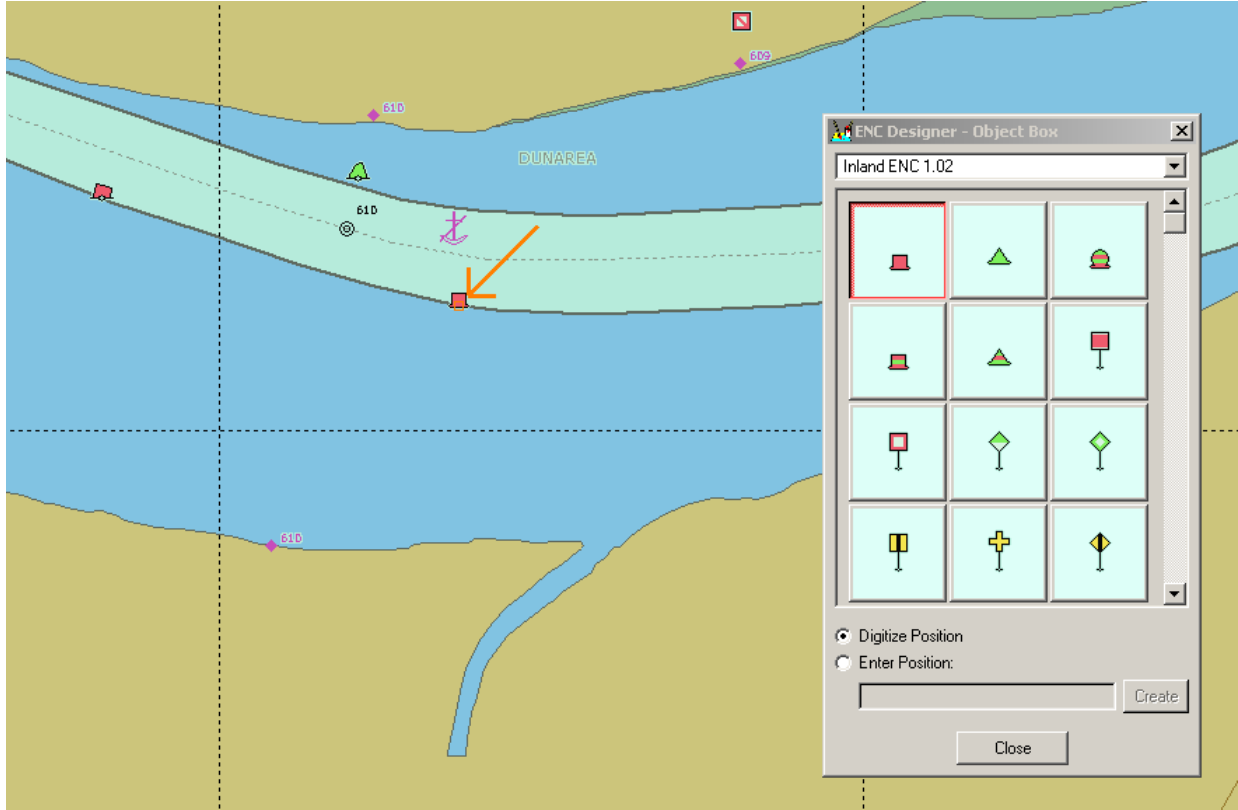 609
610
DUNAREA
610
610
ENC Designer - Object Box
Inland ENC 1.02
Digitize Position
Enter Position:
Create
Close